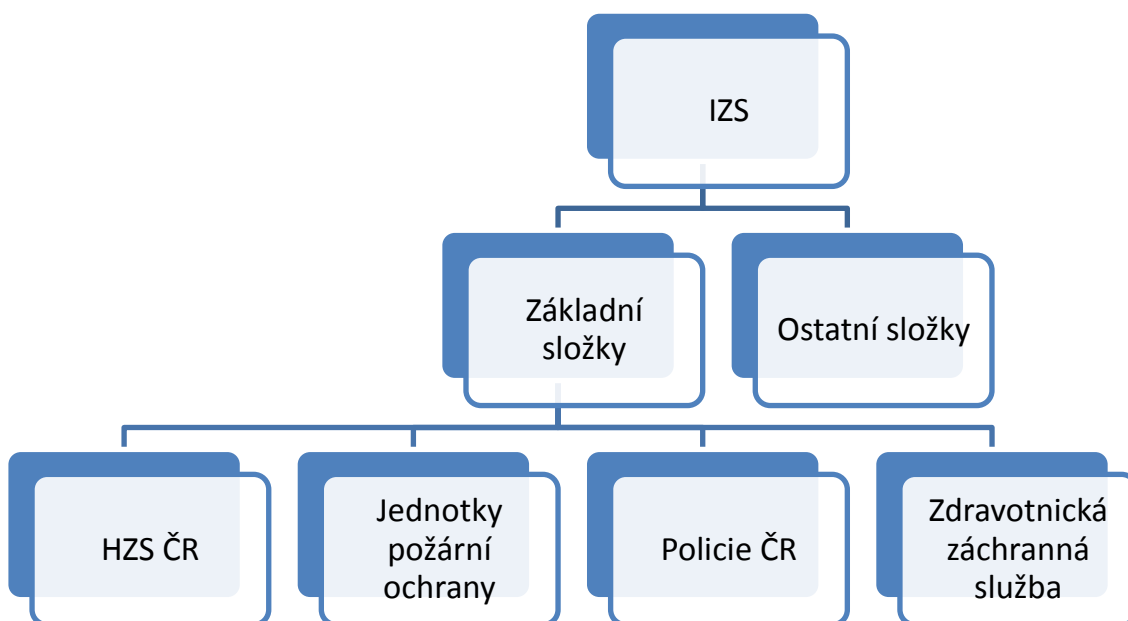 IZS
Základní
složky
Ostatní složky
HZS ČR
Jednotky
požární
ochrany
Policie ČR
Zdravotnická
záchranná
služba